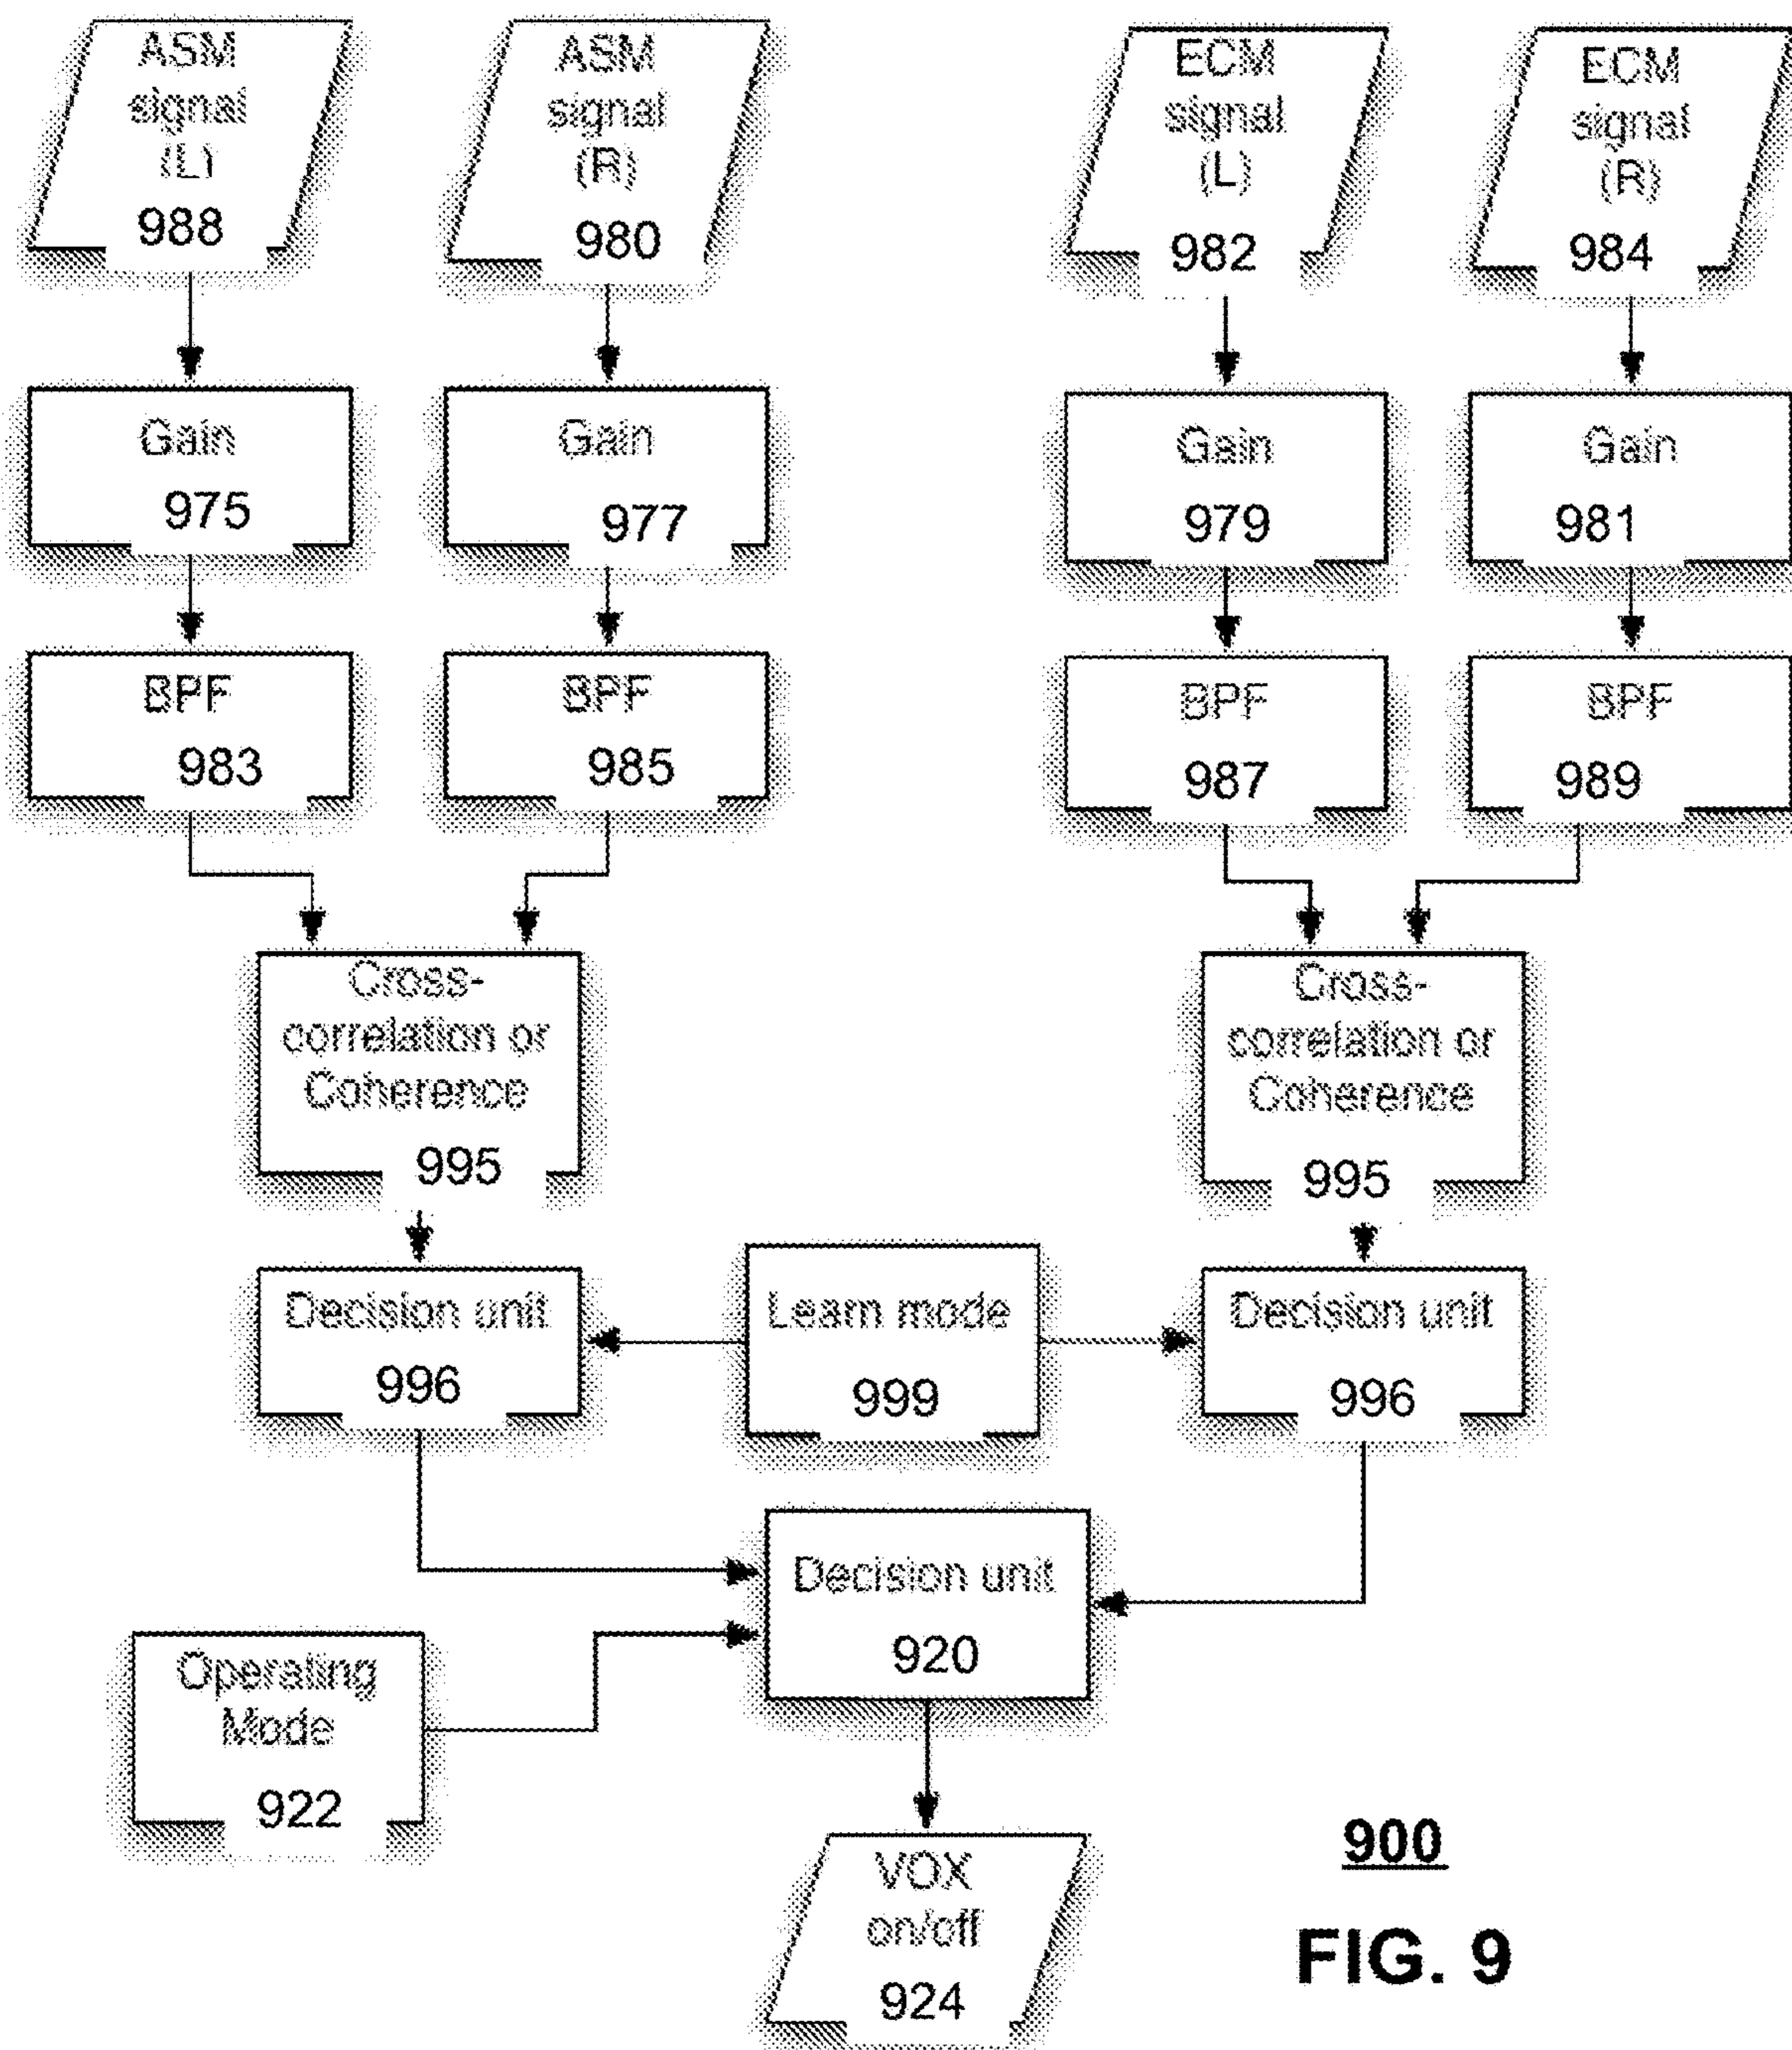 ASM
signal
(L)
988
ASM
signal
(R)
980
ECM
signal
(L)
982
ECM
signal
(R)
984
Gain
975
Gain
977
Gain
979
Gain
981
BPF
983
BPF
985
BPF
987
BPF
989
Cross-
correlation or
Coherence
995
Cross-
correlation or
Coherence
995
Decision unit
996
Learn mode
999
Decision unit
996
Decision unit
920
Operating
Mode
922
VOX
on/off
924
900
FIG. 9